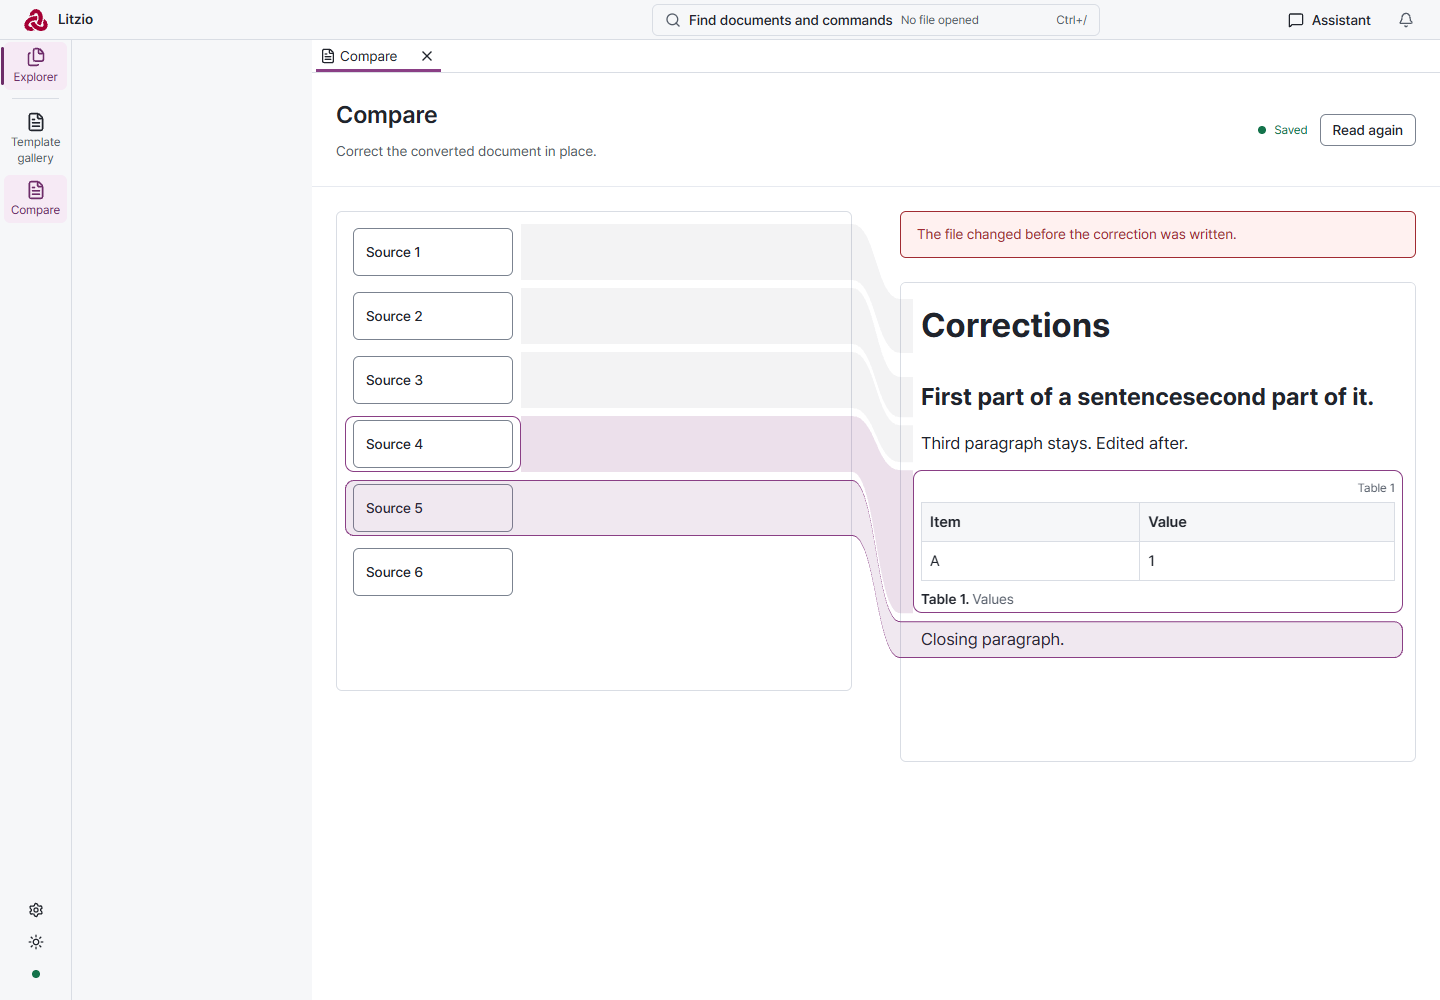 Litzio
Find documents and commands No file opened Ctrl+/
Assistant
Explorer
Template
gallery
Compare
Compare
Compare
Correct the converted document in place.
Saved
Read again
Source 1
Source 2
Source 3
Source 4
Source 5
Source 6
The file changed before the correction was written.
Corrections
First part of a sentencesecond part of it.
Third paragraph stays. Edited after.
Table 1
Item Value
A 1
Table 1. Values
Closing paragraph.